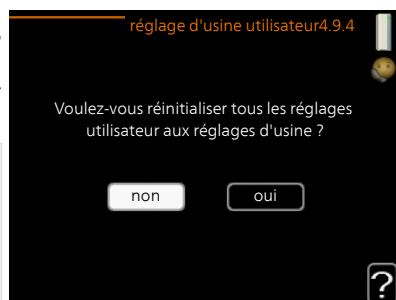 réglage d'usine utilisateur4.9.4
Voulez-vous réinitialiser tous les réglages
utilisateur aux réglages d'usine ?
non
oui
?